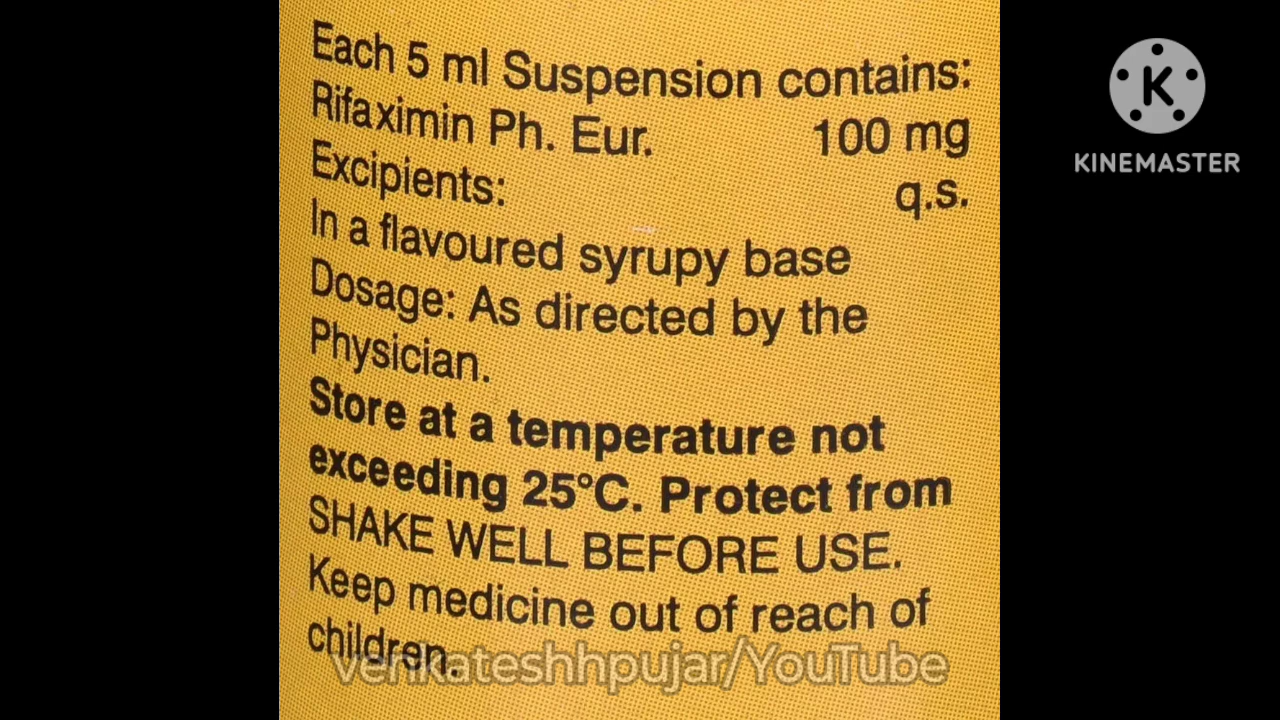 Each 5 ml Suspension contains:
Rifaximin Ph. Eur. 100 mg
Excipients: q.s.
In a flavoured syrupy base
Dosage: As directed by the
Physician.
Store at a temperature not
exceeding 25°C. Protect from
SHAKE WELL BEFORE USE.
Keep medicine out of reach of
children.
venkateshhpujar/YouTube
K
KINEMASTER